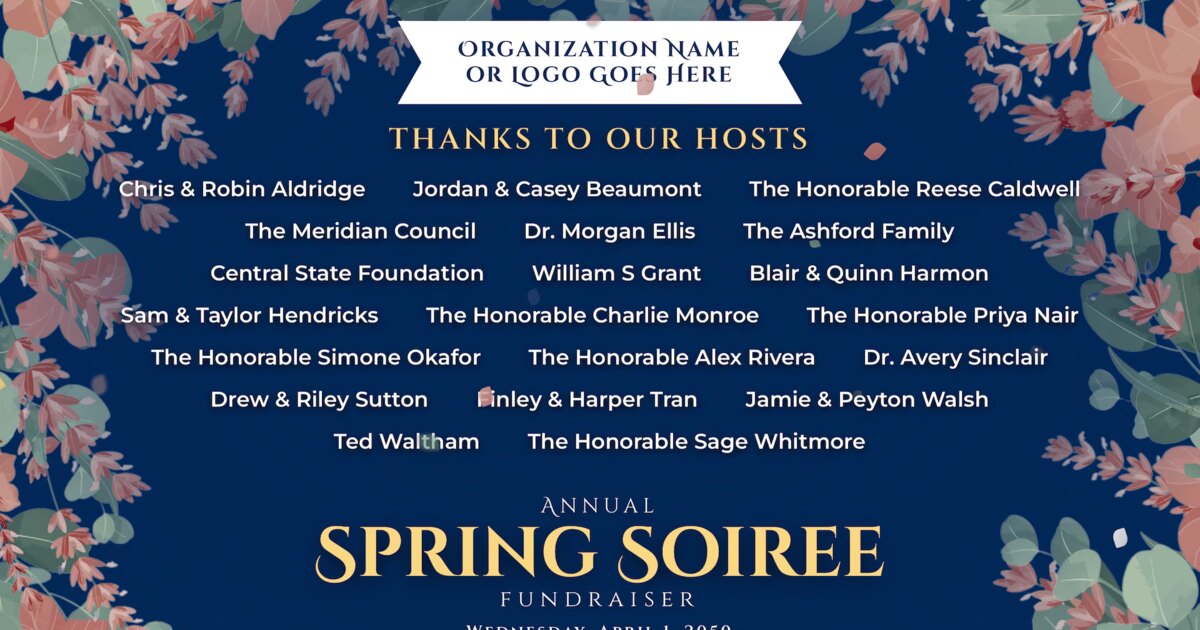 Organization Name
or Logo Goes Here
THANKS TO OUR HOSTS
Chris & Robin Aldridge Jordan & Casey Beaumont The Honorable Reese Caldwell
The Meridian Council Dr. Morgan Ellis The Ashford Family
Central State Foundation William S Grant Blair & Quinn Harmon
Sam & Taylor Hendricks The Honorable Charlie Monroe The Honorable Priya Nair
The Honorable Simone Okafor The Honorable Alex Rivera Dr. Avery Sinclair
Drew & Riley Sutton Finley & Harper Tran Jamie & Peyton Walsh
Ted Waltham The Honorable Sage Whitmore
Annual
Spring Soiree
FUNDRAISER
Wednesday, April 1, 2050